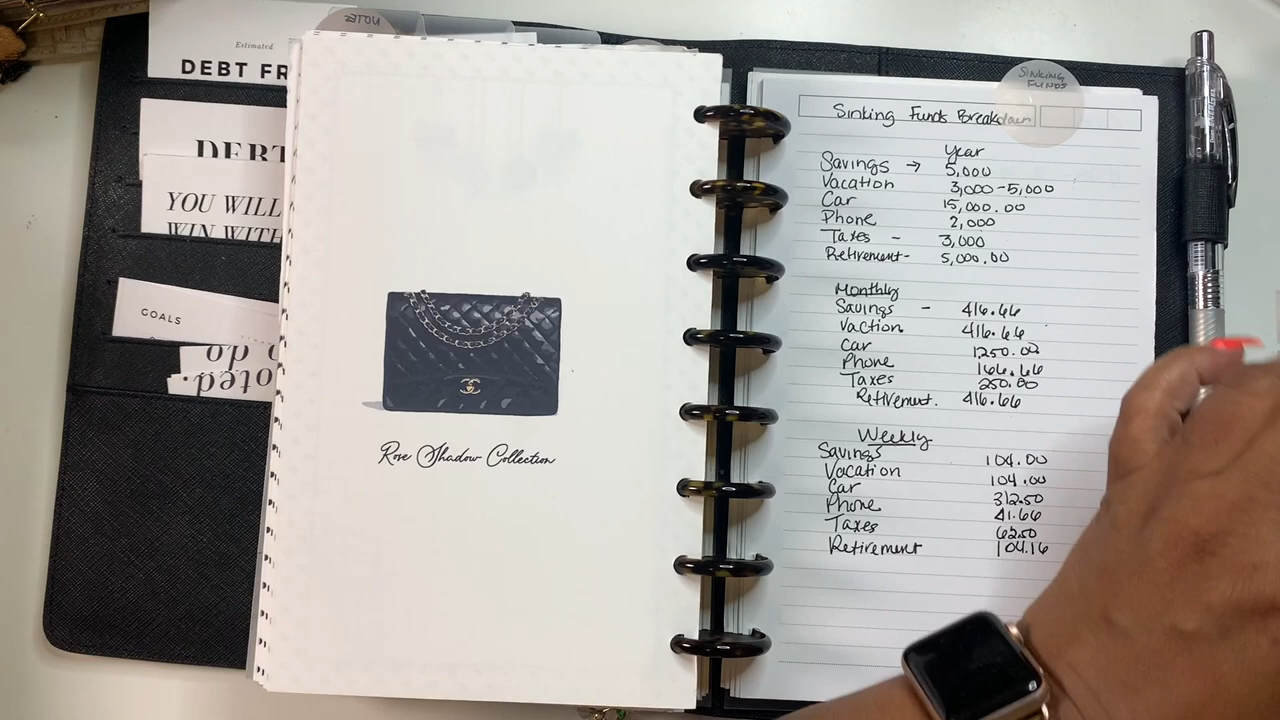 NOTES
Estimated
DEBT FR
DEBT
YOU WILL
WIN WITH
GOALS
do
noted.
Rose Shadow Collection
SINKING
FUNDS
Sinking Funds Breakdown
Year
Savings → 5,000
Vacation 3,000-5,000
Car 15,000.00
Phone 2,000
Taxes - 3,000
Retirement- 5,000.00
Monthly
Savings - 416.66
Vaction 416.66
Car 1250.00
Phone 166.66
Taxes 250.00
Retirement. 416.66
Weekly
Savings 104.00
Vacation 104.00
Car 312.50
Phone 41.66
Taxes 62.50
Retirement 104.16